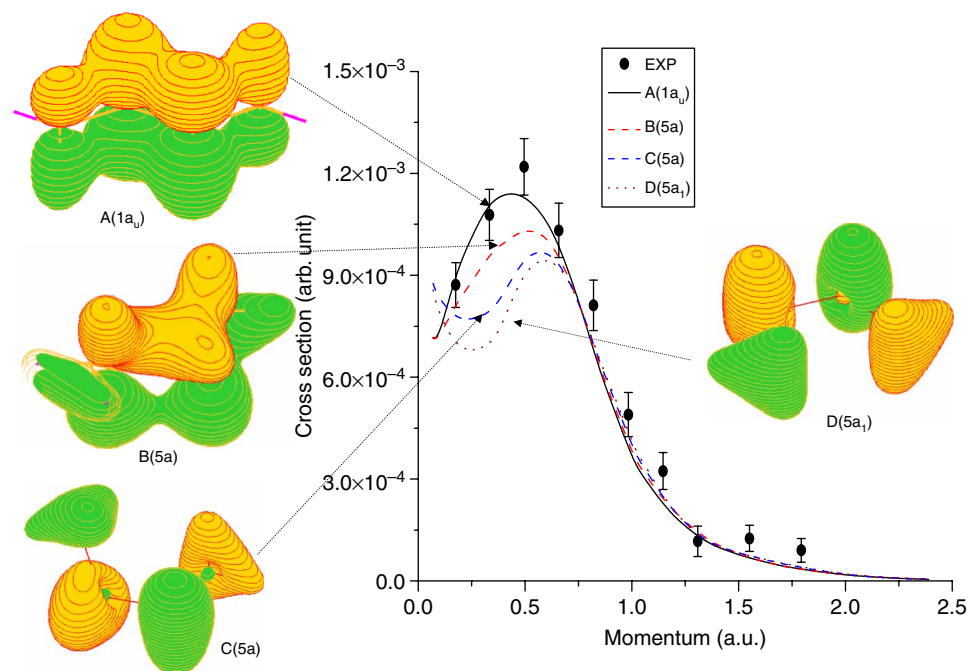 A(1aᵤ)
B(5a)
C(5a)
1.5×10⁻³
1.2×10⁻³
9.0×10⁻⁴
6.0×10⁻⁴
3.0×10⁻⁴
0.0
Cross section (arb. unit)
EXP
A(1aᵤ)
B(5a)
C(5a)
D(5a₁)
0.0 0.5 1.0 1.5 2.0 2.5
Momentum (a.u.)
D(5a₁)